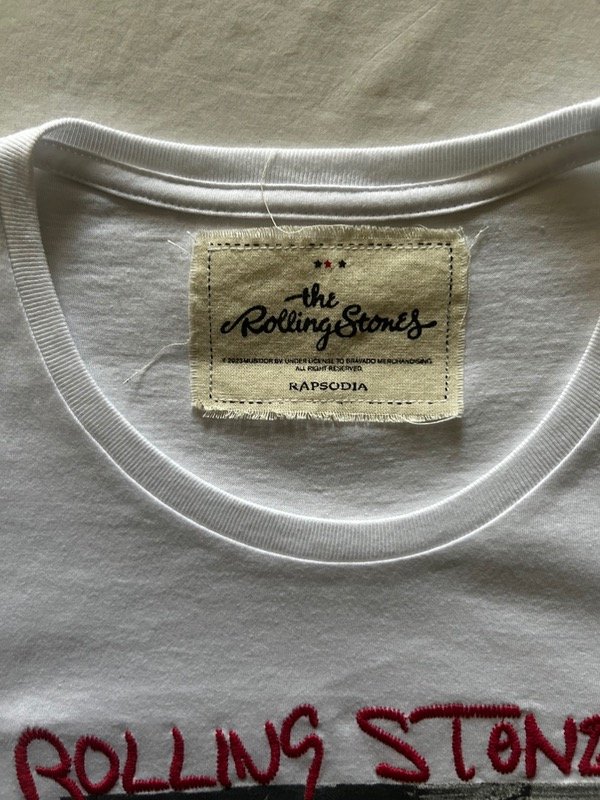 the
Rolling Stones
© 2023 MUSIDOR BV. UNDER LICENSE TO BRAVADO MERCHANDISING.
ALL RIGHT RESERVED.
RAPSODIA
ROLLING STONE